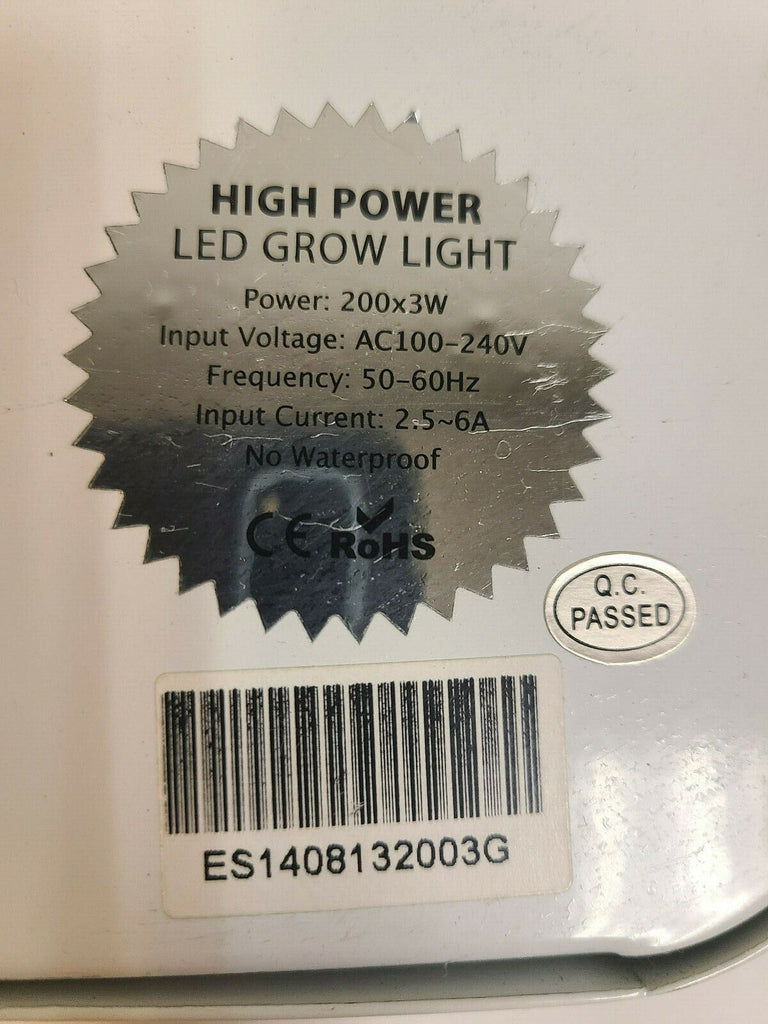 HIGH POWER
LED GROW LIGHT
Power: 200x3W
Input Voltage: AC100-240V
Frequency: 50-60Hz
Input Current: 2.5~6A
No Waterproof
CE RoHS
Q.C.
PASSED
ES1408132003G